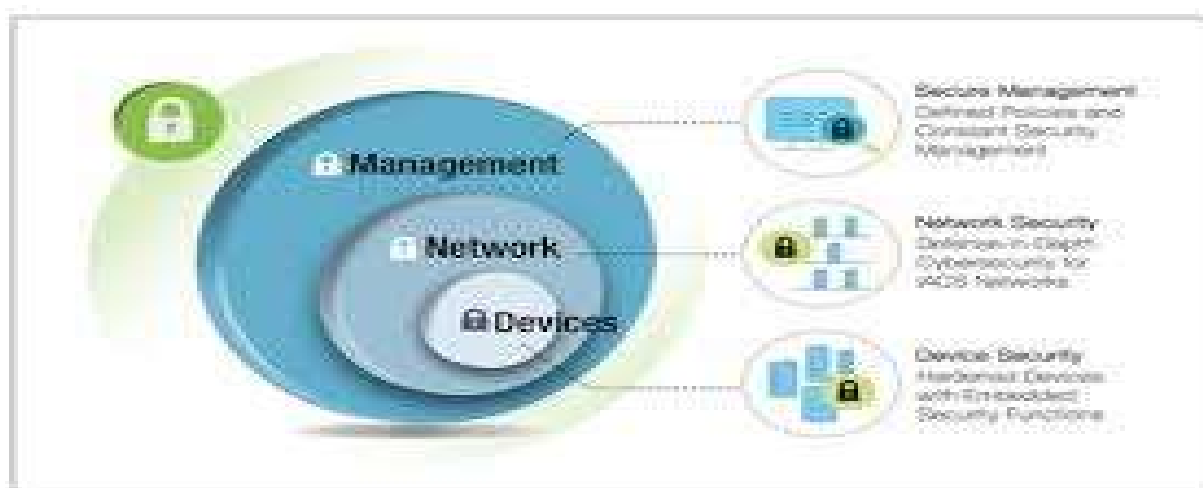 Management
Network
Devices
Secure Management
Defined Policies and
Constant Security
Management
Network Security
Defense-in-Depth
Cybersecurity for
IACS Networks
Device Security
Hardened Devices
with Embedded
Security Functions